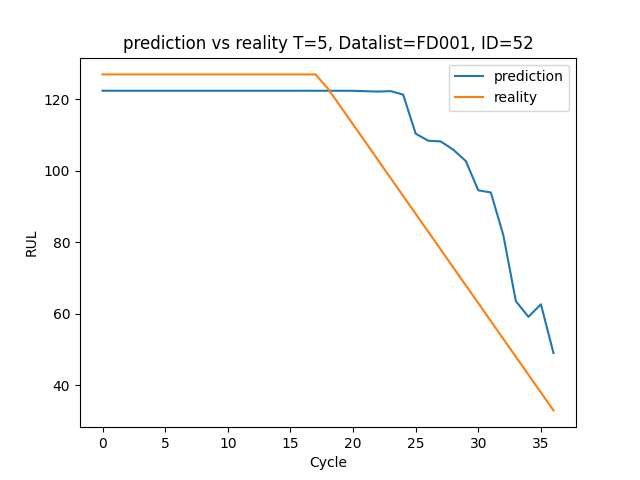 prediction vs reality T=5, Datalist=FD001, ID=52
prediction
reality
RUL
120
100
80
60
40
0 5 10 15 20 25 30 35
Cycle